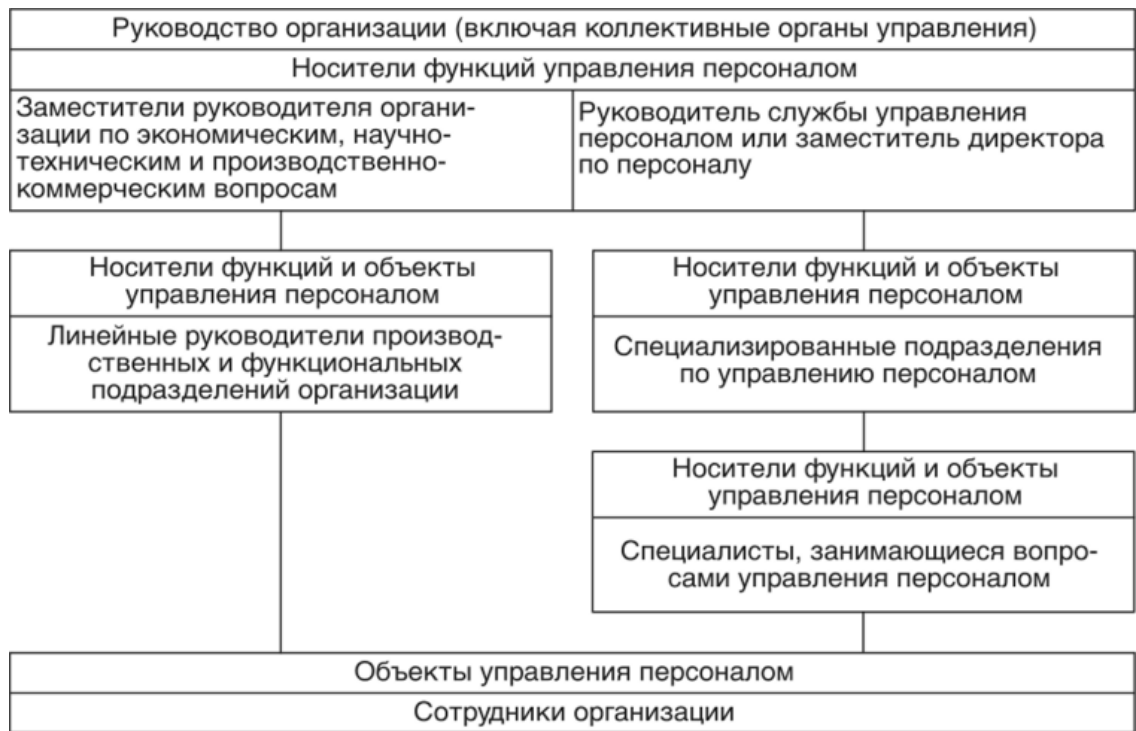 Руководство организации (включая коллективные органы управления)
Носители функций управления персоналом
Заместители руководителя органи-
зации по экономическим, научно-
техническим и производственно-
коммерческим вопросам
Руководитель службы управления
персоналом или заместитель директора
по персоналу
Носители функций и объекты
управления персоналом
Линейные руководители производ-
ственных и функциональных
подразделений организации
Носители функций и объекты
управления персоналом
Специализированные подразделения
по управлению персоналом
Носители функций и объекты
управления персоналом
Специалисты, занимающиеся вопро-
сами управления персоналом
Объекты управления персоналом
Сотрудники организации